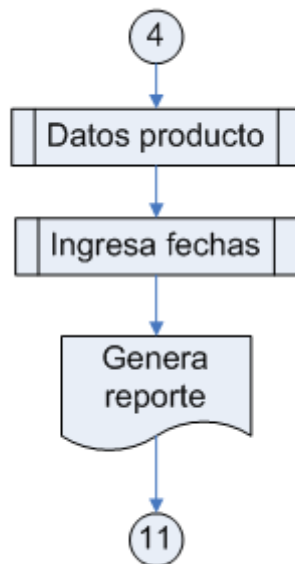 4
Datos producto
Ingresa fechas
Genera
reporte
11